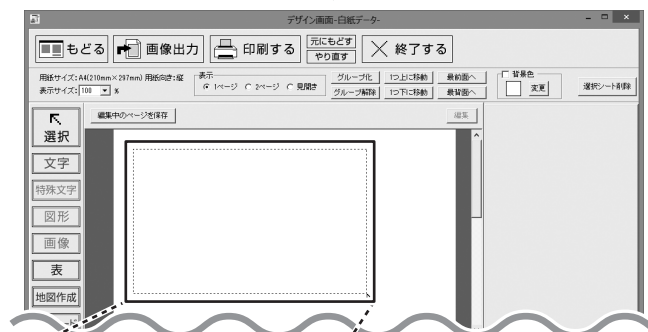 デザイン画面-白紙データ-
もどる
画像出力
印刷する
元にもどす
やり直す
終了する
用紙サイズ:A4(210mm×297mm) 用紙向き:縦
表示サイズ: 100 %
表示
1ページ 2ページ 見開き
グループ化
グループ解除
1つ上に移動
1つ下に移動
最前面へ
最背面へ
背景色
変更
選択シート削除
選択
編集中のページを保存
編集
文字
特殊文字
図形
画像
表
地図作成